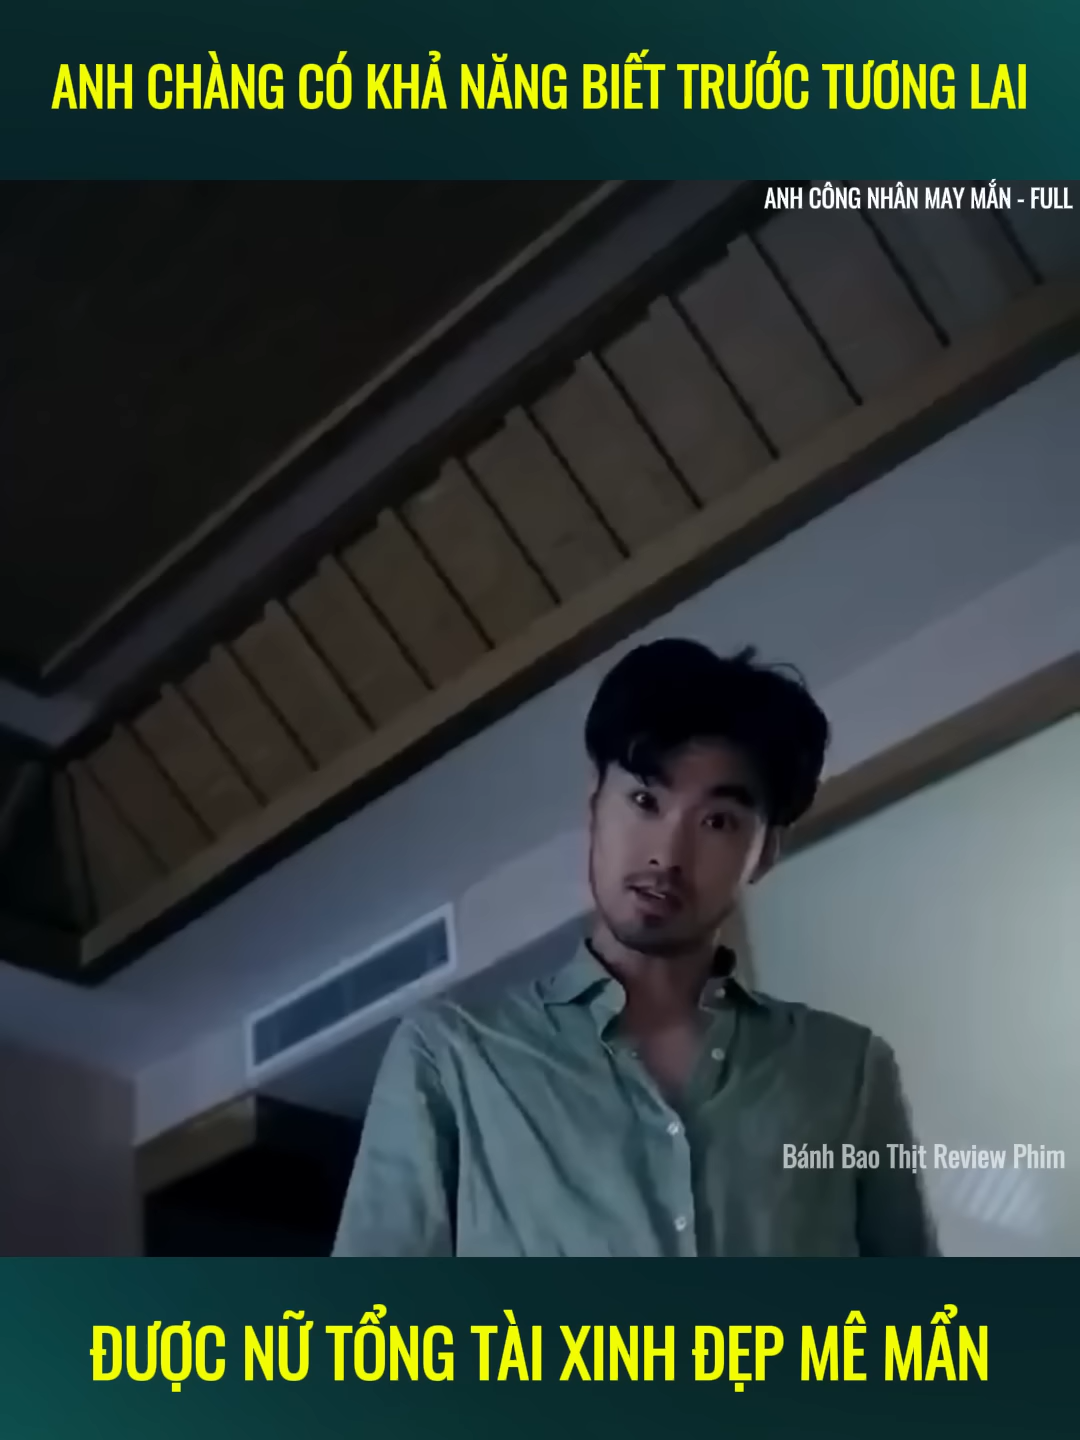 ANH CHÀNG CÓ KHẢ NĂNG BIẾT TRƯỚC TƯƠNG LAI
ANH CÔNG NHÂN MAY MẮN - FULL
Bánh Bao Thịt Review Phim
ĐƯỢC NỮ TỔNG TÀI XINH ĐẸP MÊ MẨN